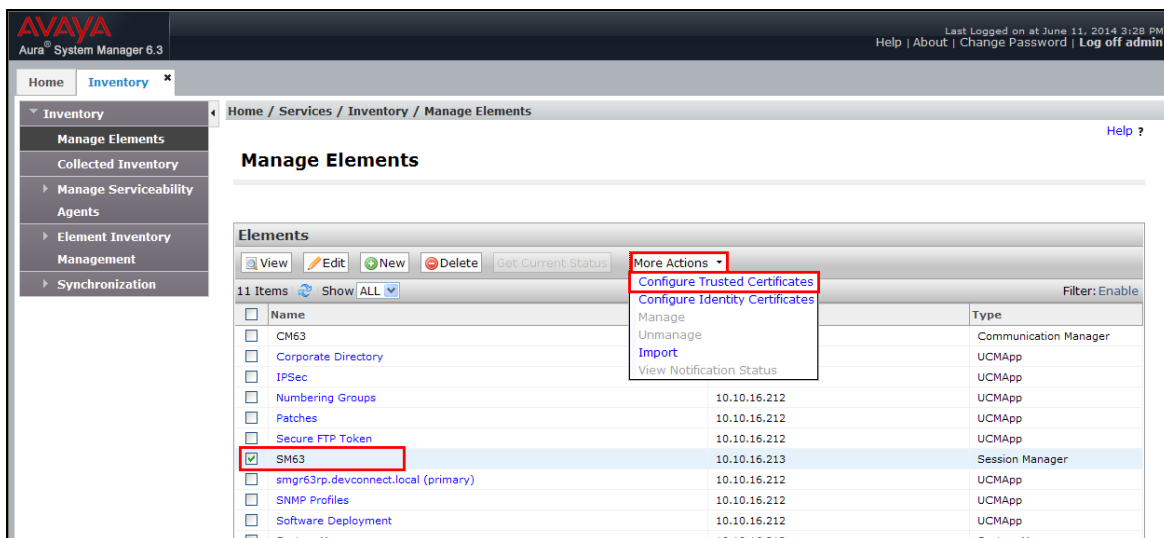 AVAYA
Aura® System Manager 6.3
Last Logged on at June 11, 2014 3:28 PM
Help | About | Change Password | Log off admin
Home Inventory ×
Inventory
Manage Elements
Collected Inventory
Manage Serviceability
Agents
Element Inventory
Management
Synchronization
Home / Services / Inventory / Manage Elements
Help ?
Manage Elements
Elements
View Edit New Delete Get Current Status More Actions
Configure Trusted Certificates
Configure Identity Certificates
Manage
Unmanage
Import
View Notification Status
11 Items Show ALL Filter: Enable
Name Type
CM63 Communication Manager
Corporate Directory UCMApp
IPSec UCMApp
Numbering Groups 10.10.16.212 UCMApp
Patches 10.10.16.212 UCMApp
Secure FTP Token 10.10.16.212 UCMApp
SM63 10.10.16.213 Session Manager
smgr63rp.devconnect.local (primary) 10.10.16.212 UCMApp
SNMP Profiles 10.10.16.212 UCMApp
Software Deployment 10.10.16.212 UCMApp